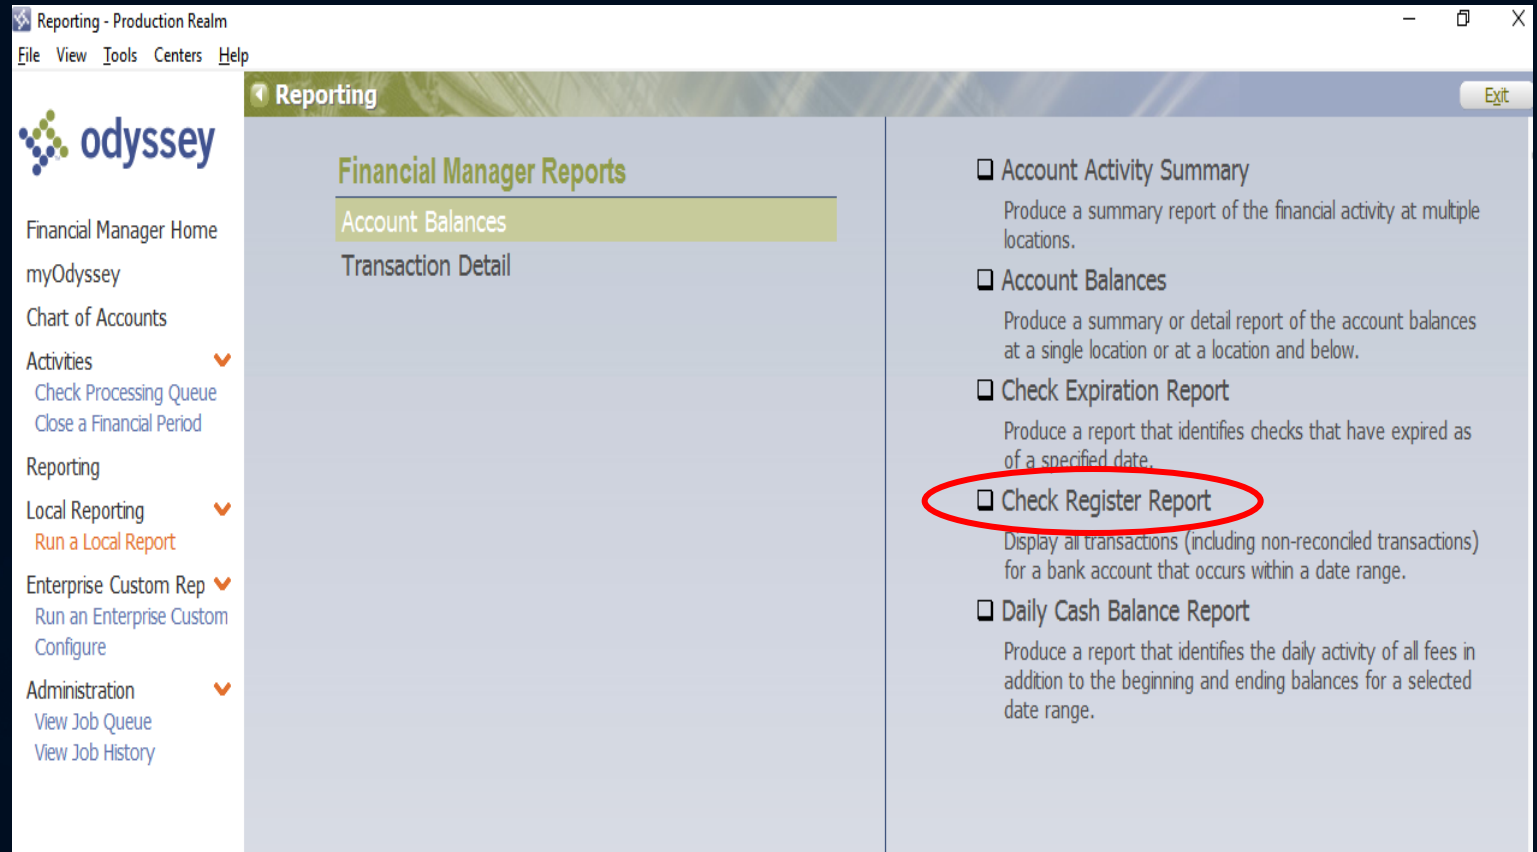 Reporting - Production Realm
File View Tools Centers Help
Reporting
Exit
odyssey
Financial Manager Home
myOdyssey
Chart of Accounts
Activities
Check Processing Queue
Close a Financial Period
Reporting
Local Reporting
Run a Local Report
Enterprise Custom Rep
Run an Enterprise Custom
Configure
Administration
View Job Queue
View Job History
Financial Manager Reports
Account Balances
Transaction Detail
Account Activity Summary
Produce a summary report of the financial activity at multiple
locations.
Account Balances
Produce a summary or detail report of the account balances
at a single location or at a location and below.
Check Expiration Report
Produce a report that identifies checks that have expired as
of a specified date.
Check Register Report
Display all transactions (including non-reconciled transactions)
for a bank account that occurs within a date range.
Daily Cash Balance Report
Produce a report that identifies the daily activity of all fees in
addition to the beginning and ending balances for a selected
date range.